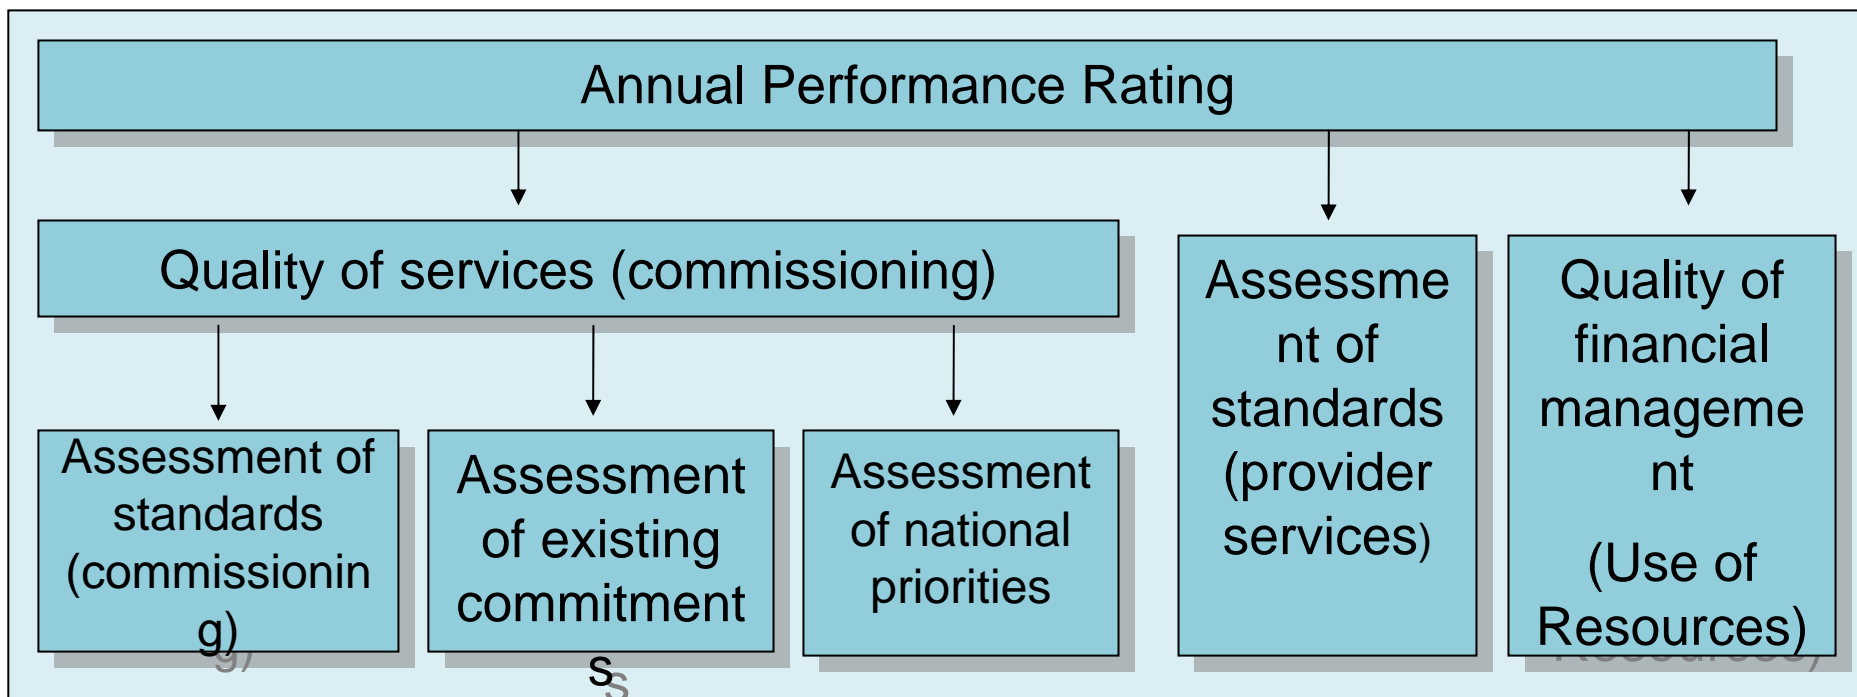 Annual Performance Rating
Quality of services (commissioning)
Assessment of
standards
(commissionin
g)
Assessment
of existing
commitment
s
Assessment
of national
priorities
Assessme
nt of
standards
(provider
services)
Quality of
financial
manageme
nt
(Use of
Resources)